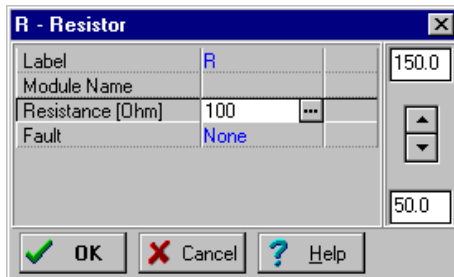 R - Resistor
Label R
Module Name
Resistance [Ohm] 100 ...
Fault None
150.0
50.0
OK Cancel Help